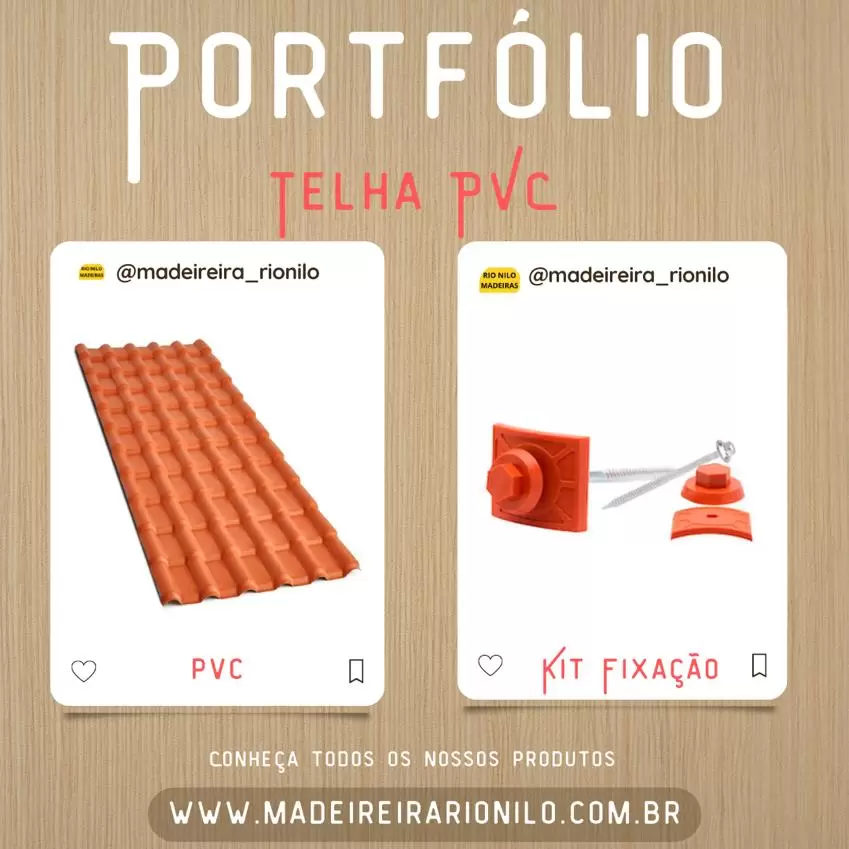 PORTFÓLIO
TELHA PVC
RIO NILO
MADEIRAS
@madeireira_rionilo
RIO NILO
MADEIRAS
@madeireira_rionilo
PVC
KIT FIXAÇÃO
CONHEÇA TODOS OS NOSSOS PRODUTOS
WWW.MADEIREIRARIONILO.COM.BR